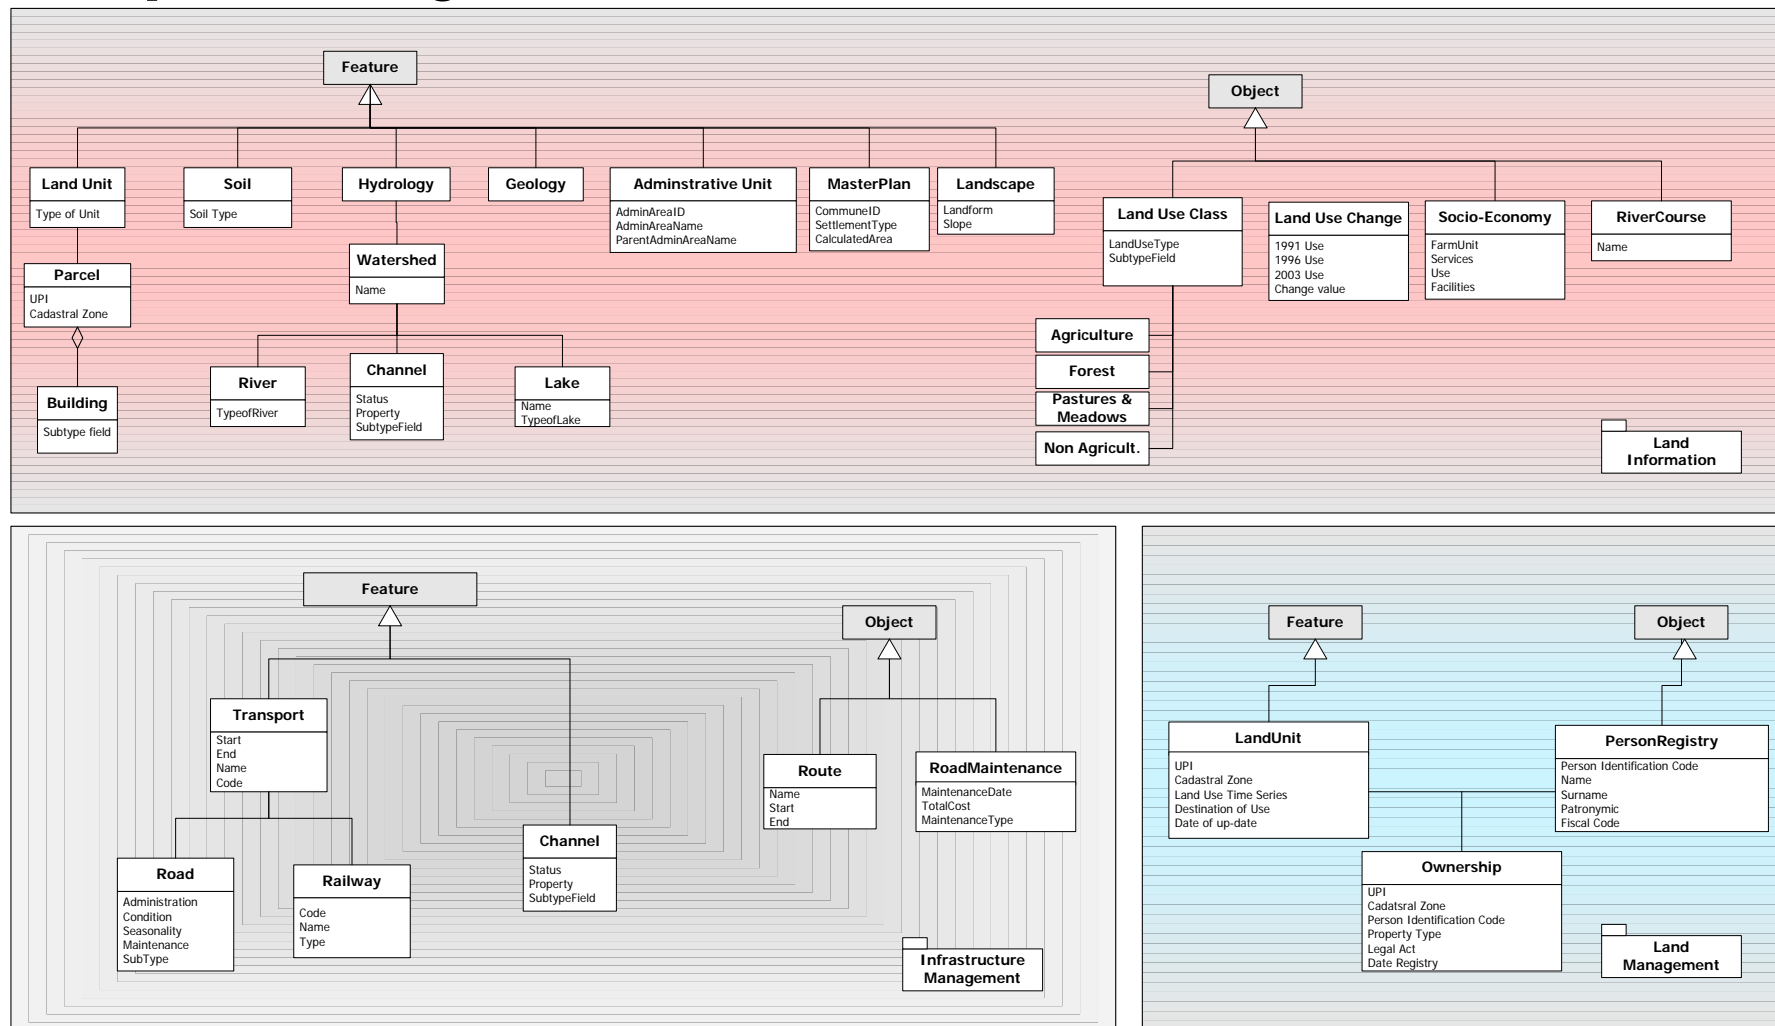 Feature
Object
Land Unit
Type of Unit
Soil
Soil Type
Hydrology
Geology
Adminstrative Unit
AdminAreaID
AdminAreaName
ParentAdminAreaName
MasterPlan
CommuneID
SettlementType
CalculatedArea
Landscape
Landform
Slope
Land Use Class
LandUseType
SubtypeField
Land Use Change
1991 Use
1996 Use
2003 Use
Change value
Socio-Economy
FarmUnit
Services
Use
Facilities
RiverCourse
Name
Parcel
UPI
Cadastral Zone
Watershed
Name
Building
Subtype field
River
TypeofRiver
Channel
Status
Property
SubtypeField
Lake
Name
TypeofLake
Agriculture
Forest
Pastures &
Meadows
Non Agricult.
Land
Information
Feature
Object
Transport
Start
End
Name
Code
Route
Name
Start
End
RoadMaintenance
MaintenanceDate
TotalCost
MaintenanceType
Road
Administration
Condition
Seasonality
Maintenance
SubType
Railway
Code
Name
Type
Channel
Status
Property
SubtypeField
Infrastructure
Management
Feature
Object
LandUnit
UPI
Cadastral Zone
Land Use Time Series
Destination of Use
Date of up-date
PersonRegistry
Person Identification Code
Name
Surname
Patronymic
Fiscal Code
Ownership
UPI
Cadatsral Zone
Person Identification Code
Property Type
Legal Act
Date Registry
Land
Management